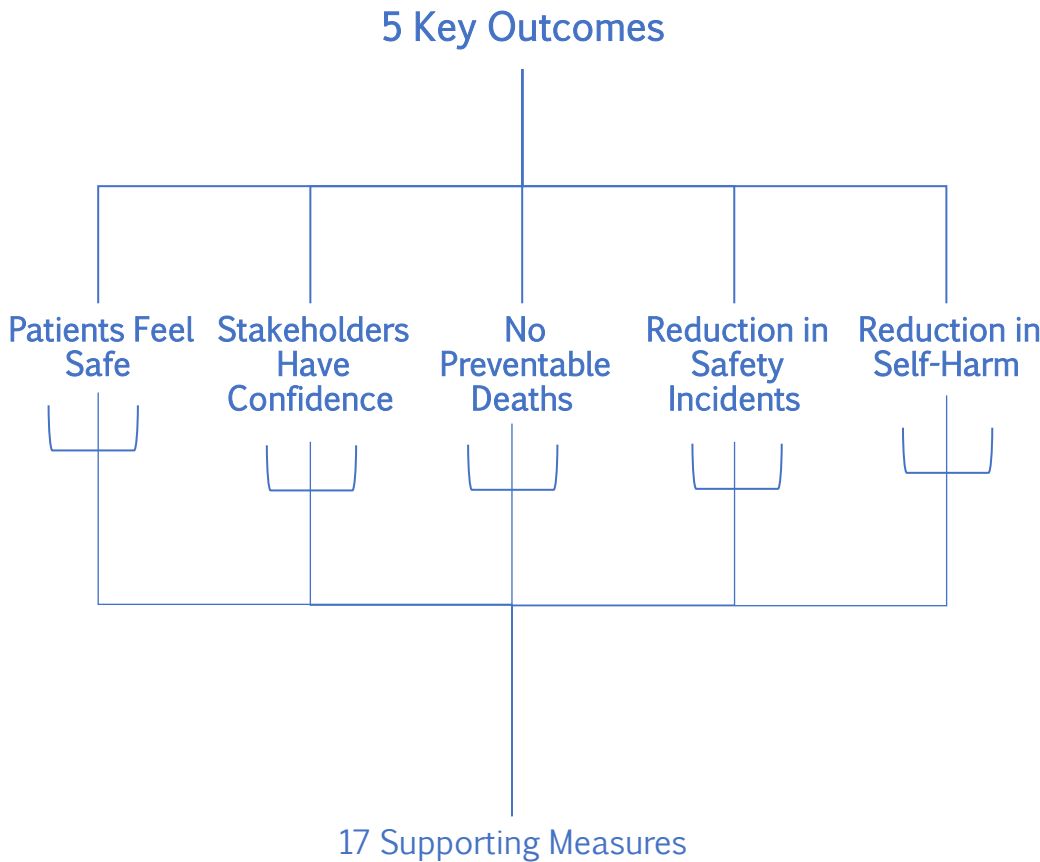 5 Key Outcomes
Patients Feel
Safe
Stakeholders
Have
Confidence
No
Preventable
Deaths
Reduction in
Safety
Incidents
Reduction in
Self-Harm
17 Supporting Measures